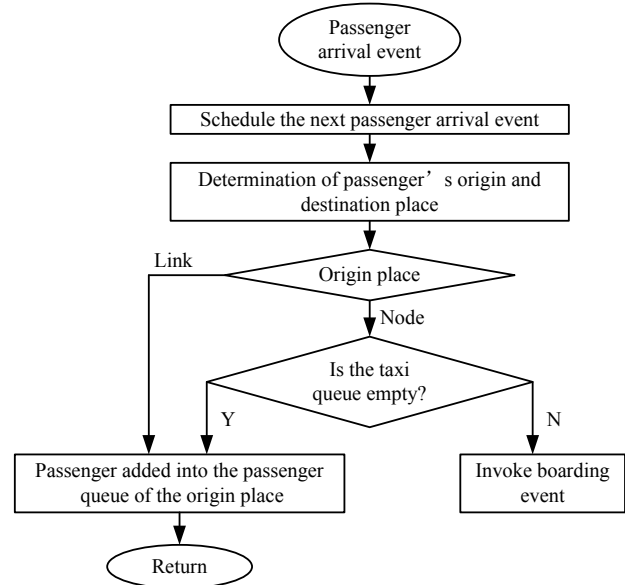 Passenger
arrival event
Schedule the next passenger arrival event
Determination of passenger’s origin and
destination place
Link
Origin place
Node
Is the taxi
queue empty?
Y
N
Passenger added into the passenger
queue of the origin place
Invoke boarding
event
Return